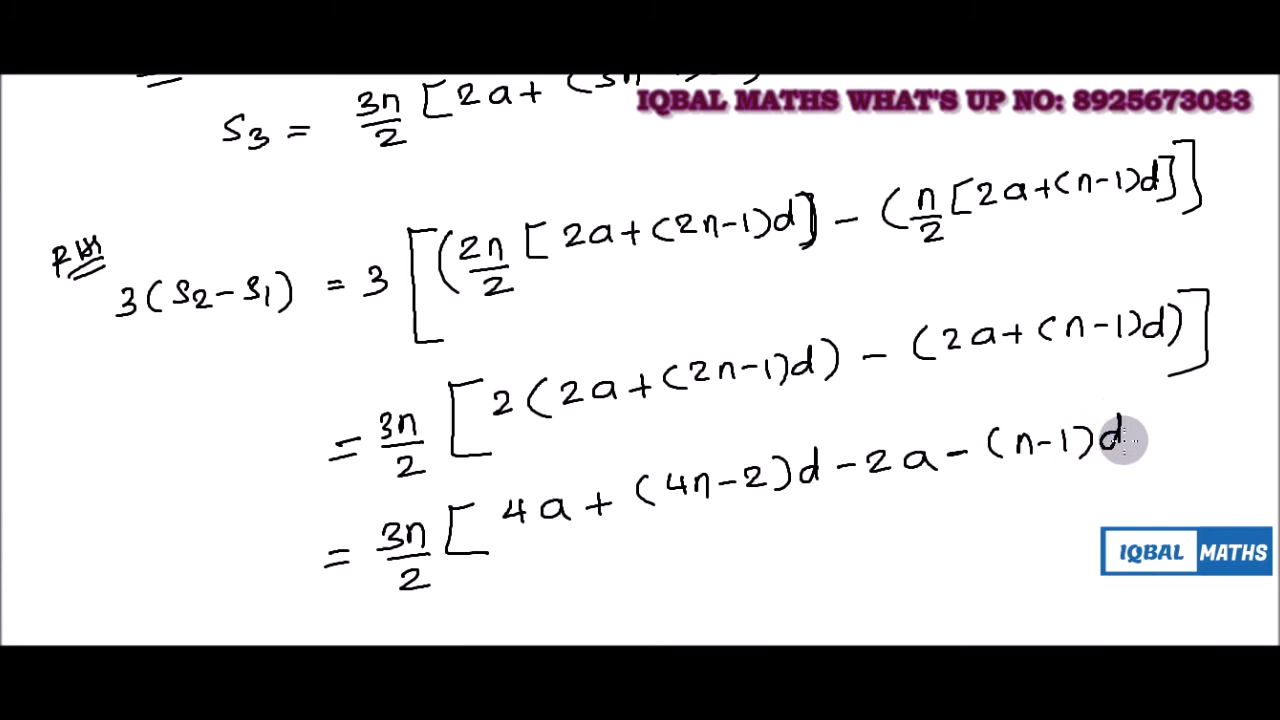 S₃ = 3n/2 [2a+ (3n
IQBAL MATHS WHAT'S UP NO: 8925673083
RHS
3(S₂-S₁) = 3 [(2n/2 [2a+(2n-1)d] - (n/2 [2a+(n-1)d]]
= 3n/2 [2(2a+(2n-1)d) - (2a+(n-1)d)]
= 3n/2 [4a+(4n-2)d-2a-(n-1)d
IQBAL MATHS